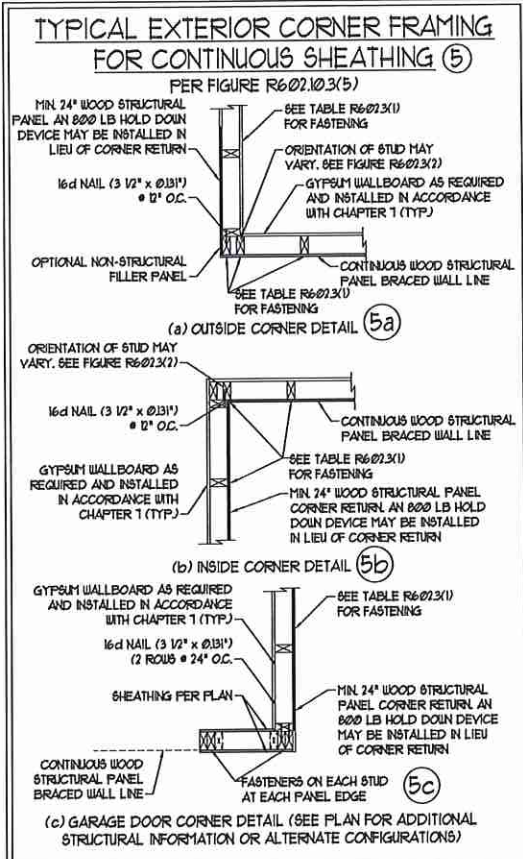 TYPICAL EXTERIOR CORNER FRAMING
FOR CONTINUOUS SHEATHING 5
PER FIGURE R602.10.3(5)
MIN. 24" WOOD STRUCTURAL
PANEL AN 800 LB HOLD DOWN
DEVICE MAY BE INSTALLED IN
LIEU OF CORNER RETURN
16d NAIL (3 1/2" x 0.131")
@ 12" O.C.
OPTIONAL NON-STRUCTURAL
FILLER PANEL
SEE TABLE R602.3(1)
FOR FASTENING
ORIENTATION OF STUD MAY
VARY. SEE FIGURE R602.3(2)
GYPSUM WALLBOARD AS REQUIRED
AND INSTALLED IN ACCORDANCE
WITH CHAPTER 7 (TYP.)
CONTINUOUS WOOD STRUCTURAL
PANEL BRACED WALL LINE
SEE TABLE R602.3(1)
FOR FASTENING
(a) OUTSIDE CORNER DETAIL 5a
ORIENTATION OF STUD MAY
VARY. SEE FIGURE R602.3(2)
16d NAIL (3 1/2" x 0.131")
@ 12" O.C.
GYPSUM WALLBOARD AS
REQUIRED AND INSTALLED
IN ACCORDANCE WITH
CHAPTER 7 (TYP.)
CONTINUOUS WOOD STRUCTURAL
PANEL BRACED WALL LINE
SEE TABLE R602.3(1)
FOR FASTENING
MIN. 24" WOOD STRUCTURAL PANEL
CORNER RETURN. AN 800 LB HOLD
DOWN DEVICE MAY BE INSTALLED
IN LIEU OF CORNER RETURN
(b) INSIDE CORNER DETAIL 5b
GYPSUM WALLBOARD AS REQUIRED
AND INSTALLED IN ACCORDANCE
WITH CHAPTER 7 (TYP.)
16d NAIL (3 1/2" x 0.131")
(2 ROWS @ 24" O.C.
SHEATHING PER PLAN
CONTINUOUS WOOD
STRUCTURAL PANEL
BRACED WALL LINE
SEE TABLE R602.3(1)
FOR FASTENING
MIN. 24" WOOD STRUCTURAL
PANEL CORNER RETURN. AN
800 LB HOLD DOWN DEVICE
MAY BE INSTALLED IN LIEU
OF CORNER RETURN
FASTENERS ON EACH STUD
AT EACH PANEL EDGE
5c
(c) GARAGE DOOR CORNER DETAIL (SEE PLAN FOR ADDITIONAL
STRUCTURAL INFORMATION OR ALTERNATE CONFIGURATIONS)